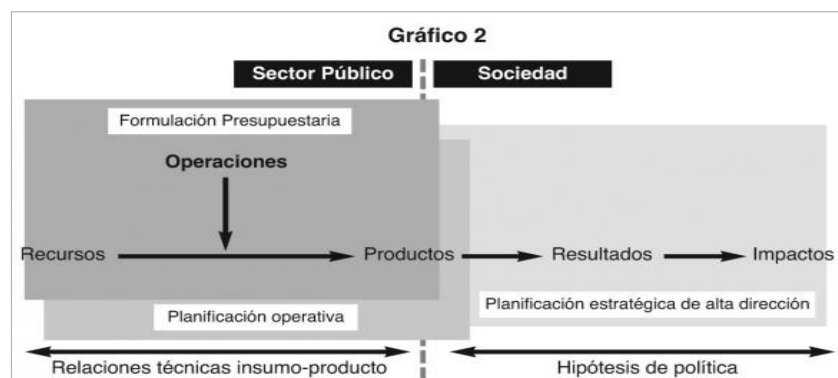 Gráfico 2
Sector Público
Sociedad
Formulación Presupuestaria
Operaciones
Recursos
Productos
Resultados
Impactos
Planificación operativa
Planificación estratégica de alta dirección
Relaciones técnicas insumo-producto
Hipótesis de política